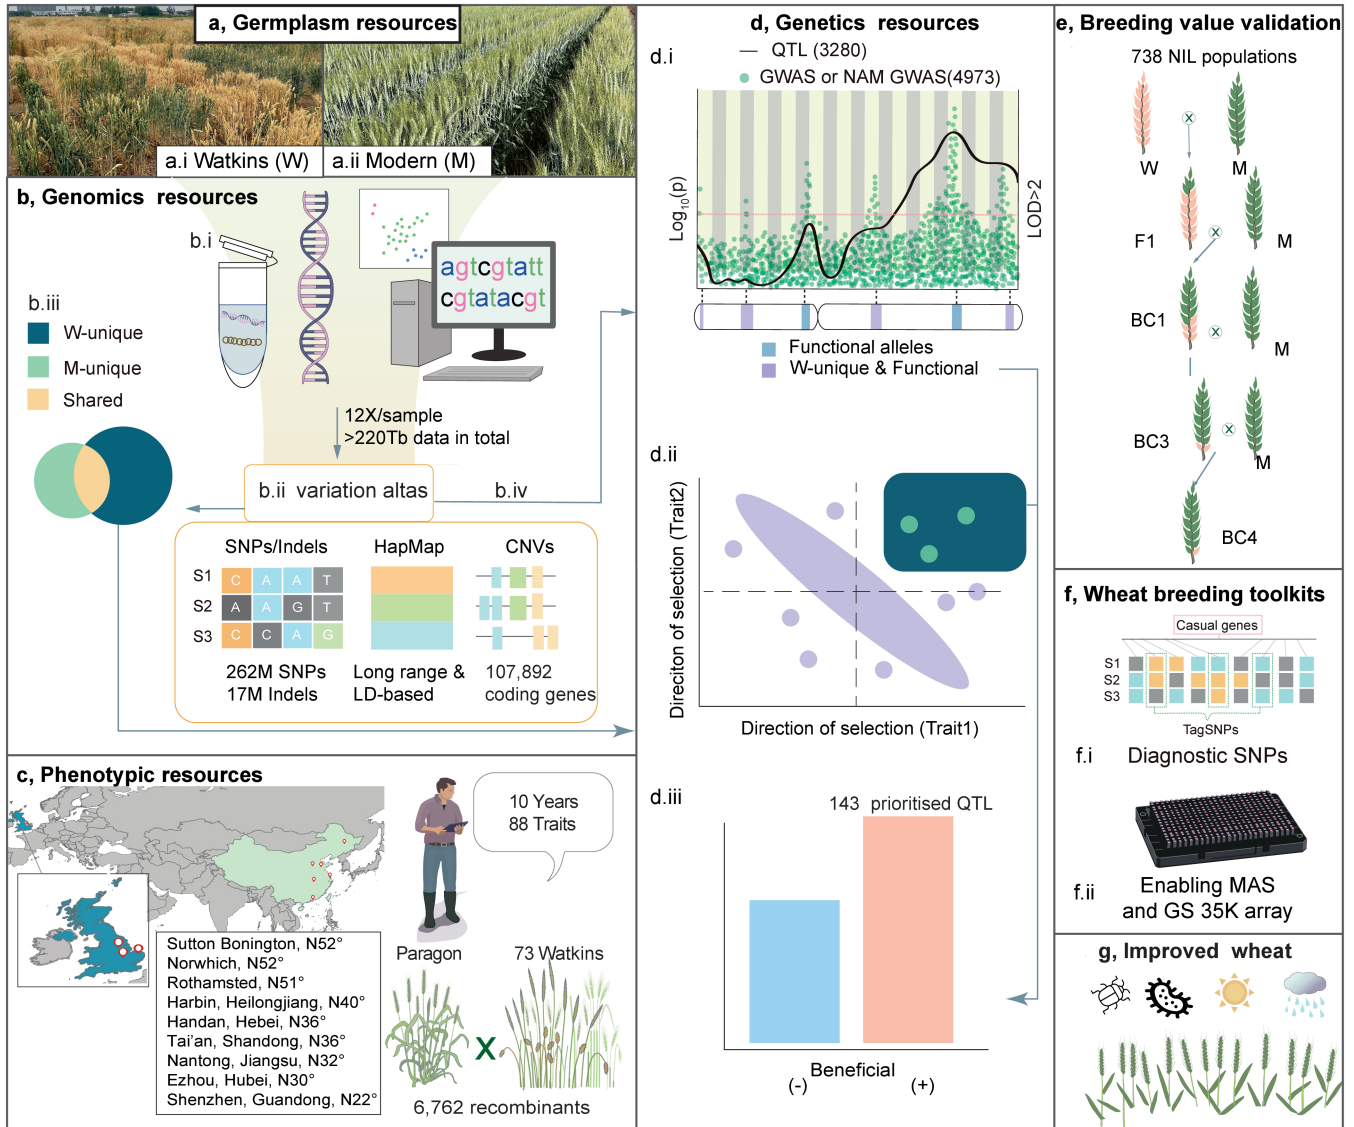 a, Germplasm resources
a.i Watkins (W)
a.ii Modern (M)
b, Genomics resources
b.i
agtcgtatt
cgtatacgt
b.iii
W-unique
M-unique
Shared
12X/sample
>220Tb data in total
b.ii variation altas
b.iv
SNPs/Indels
HapMap
CNVs
S1
C A A T
S2
A A G T
S3
C C A G
262M SNPs
17M Indels
Long range &
LD-based
107,892
coding genes
c, Phenotypic resources
10 Years
88 Traits
Sutton Bonington, N52°
Norwhich, N52°
Rothamsted, N51°
Harbin, Heilongjiang, N40°
Handan, Hebei, N36°
Tai'an, Shandong, N36°
Nantong, Jiangsu, N32°
Ezhou, Hubei, N30°
Shenzhen, Guandong, N22°
Paragon
73 Watkins
X
6,762 recombinants
d, Genetics resources
d.i
QTL (3280)
GWAS or NAM GWAS(4973)
Log10(p)
LOD>2
Functional alleles
W-unique & Functional
d.ii
Direciton of selection (Trait2)
Direction of selection (Trait1)
d.iii
143 prioritised QTL
Beneficial
(-)
(+)
e, Breeding value validation
738 NIL populations
X
W
M
F1
X
M
BC1
X
M
BC3
X
M
BC4
f, Wheat breeding toolkits
Casual genes
S1
S2
S3
TagSNPs
f.i
Diagnostic SNPs
f.ii
Enabling MAS
and GS 35K array
g, Improved wheat